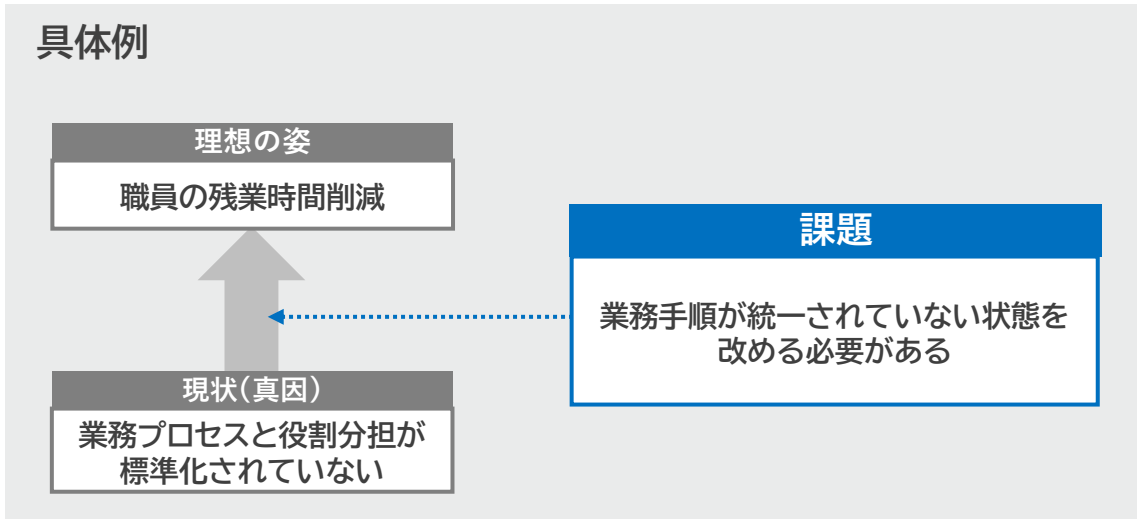 具体例
理想の姿
職員の残業時間削減
課題
業務手順が統一されていない状態を
改める必要がある
現状(真因)
業務プロセスと役割分担が
標準化されていない